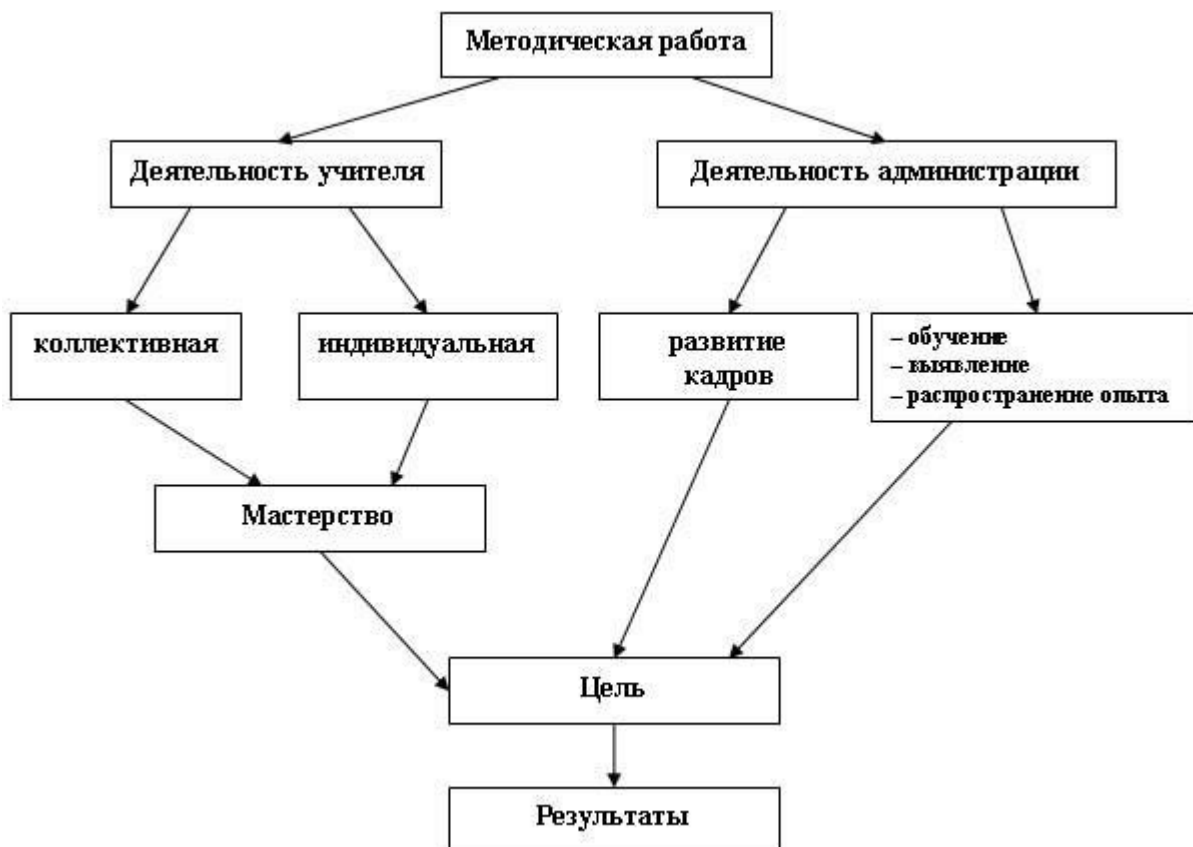 Методическая работа
Деятельность учителя
Деятельность администрации
коллективная
индивидуальная
развитие
кадров
– обучение
– выявление
– распространение опыта
Мастерство
Цель
Результаты